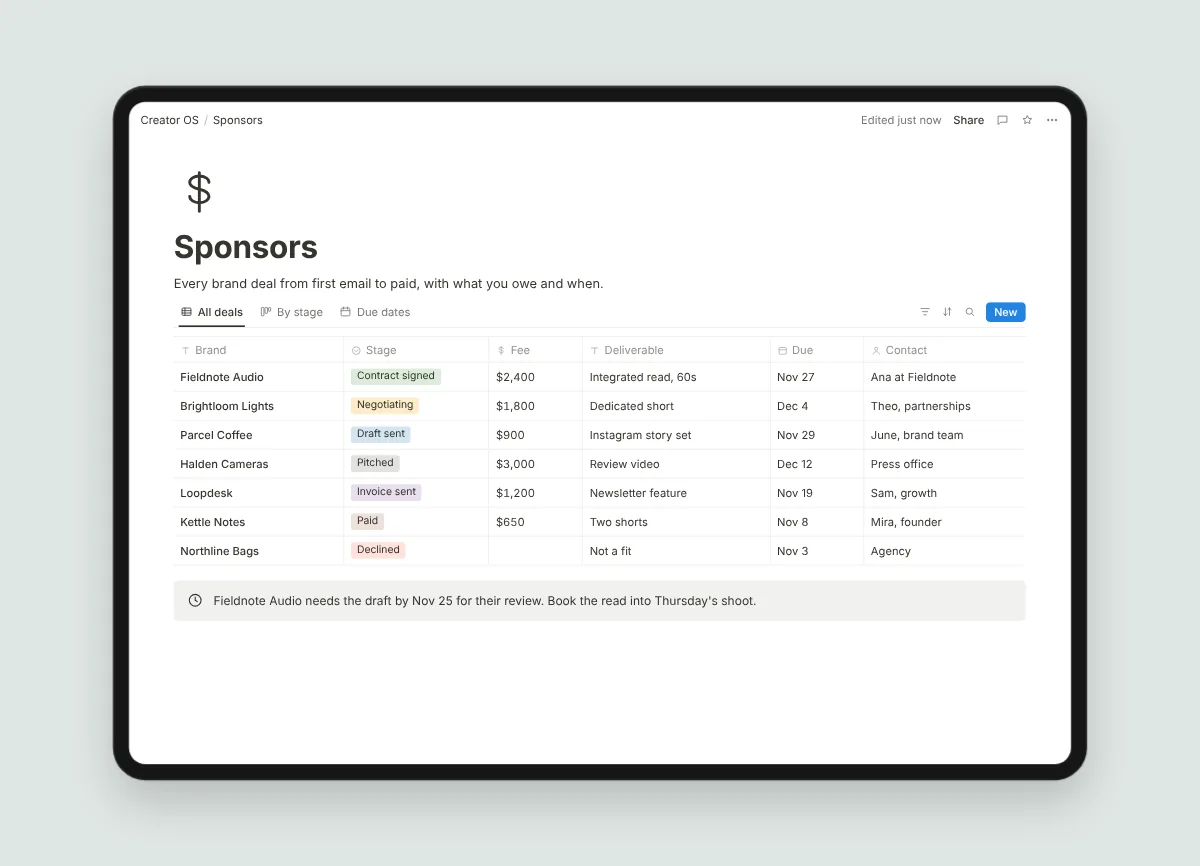 Creator OS / Sponsors
Edited just now Share
$
Sponsors
Every brand deal from first email to paid, with what you owe and when.
All deals By stage Due dates New
Brand Stage Fee Deliverable Due Contact
Fieldnote Audio Contract signed $2,400 Integrated read, 60s Nov 27 Ana at Fieldnote
Brightloom Lights Negotiating $1,800 Dedicated short Dec 4 Theo, partnerships
Parcel Coffee Draft sent $900 Instagram story set Nov 29 June, brand team
Halden Cameras Pitched $3,000 Review video Dec 12 Press office
Loopdesk Invoice sent $1,200 Newsletter feature Nov 19 Sam, growth
Kettle Notes Paid $650 Two shorts Nov 8 Mira, founder
Northline Bags Declined Not a fit Nov 3 Agency
Fieldnote Audio needs the draft by Nov 25 for their review. Book the read into Thursday's shoot.